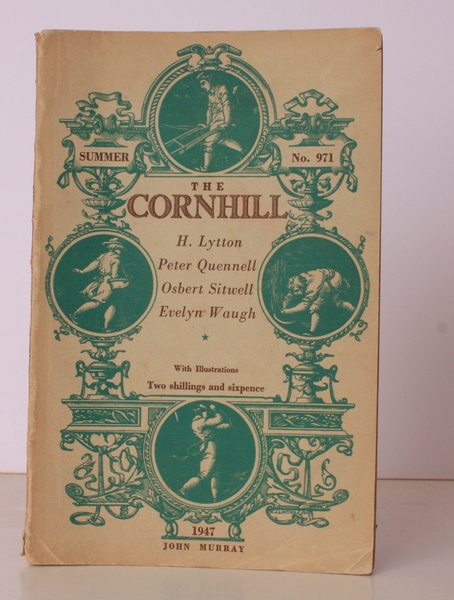 SUMMER No. 971
THE
CORNHILL
H. Lytton
Peter Quennell
Osbert Sitwell
Evelyn Waugh
With Illustrations
Two shillings and sixpence
1947
JOHN MURRAY